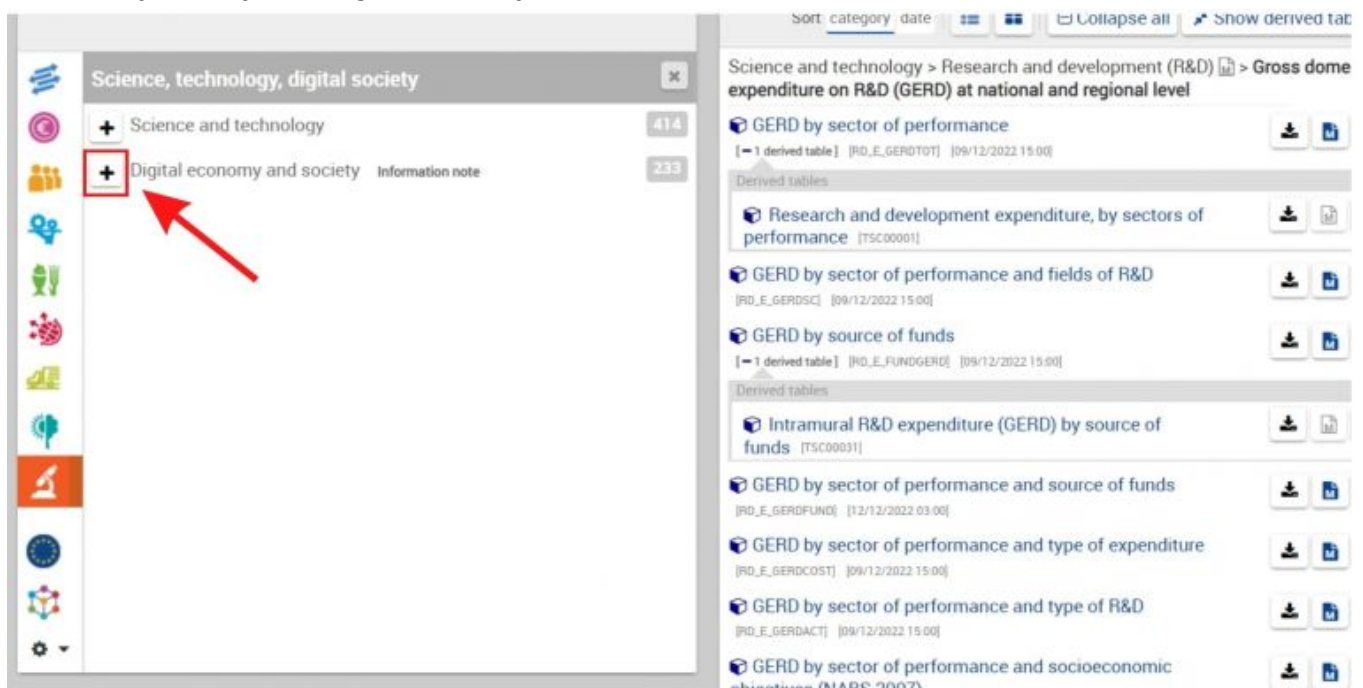 Sort category date Collapse all Show derived tab
Science, technology, digital society
Science and technology 414
Digital economy and society Information note 233
Science and technology > Research and development (R&D) > Gross dome
expenditure on R&D (GERD) at national and regional level
GERD by sector of performance
[– 1 derived table] [RD_E_GERDTOT] [09/12/2022 15:00]
Derived tables
Research and development expenditure, by sectors of
performance [TSC00001]
GERD by sector of performance and fields of R&D
[RD_E_GERDSC] [09/12/2022 15:00]
GERD by source of funds
[– 1 derived table] [RD_E_FUNDGERD] [09/12/2022 15:00]
Derived tables
Intramural R&D expenditure (GERD) by source of
funds [TSC00031]
GERD by sector of performance and source of funds
[RD_E_GERDFUND] [12/12/2022 03:00]
GERD by sector of performance and type of expenditure
[RD_E_GERDCOST] [09/12/2022 15:00]
GERD by sector of performance and type of R&D
[RD_E_GERDACT] [09/12/2022 15:00]
GERD by sector of performance and socioeconomic
objectives (NABS 2007)